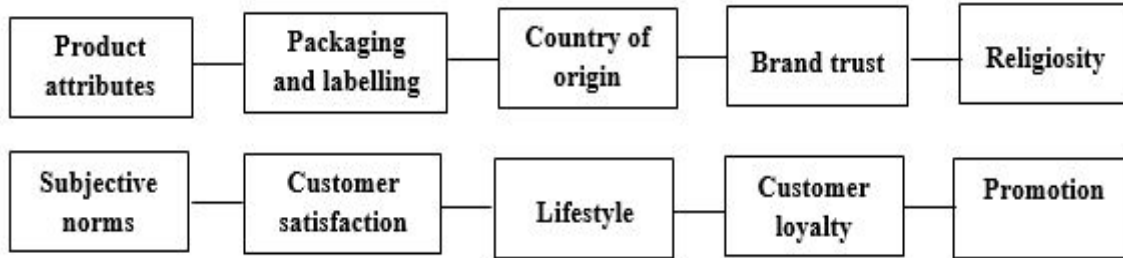 Product
attributes
Packaging
and labelling
Country of
origin
Brand trust
Religiosity
Subjective
norms
Customer
satisfaction
Lifestyle
Customer
loyalty
Promotion